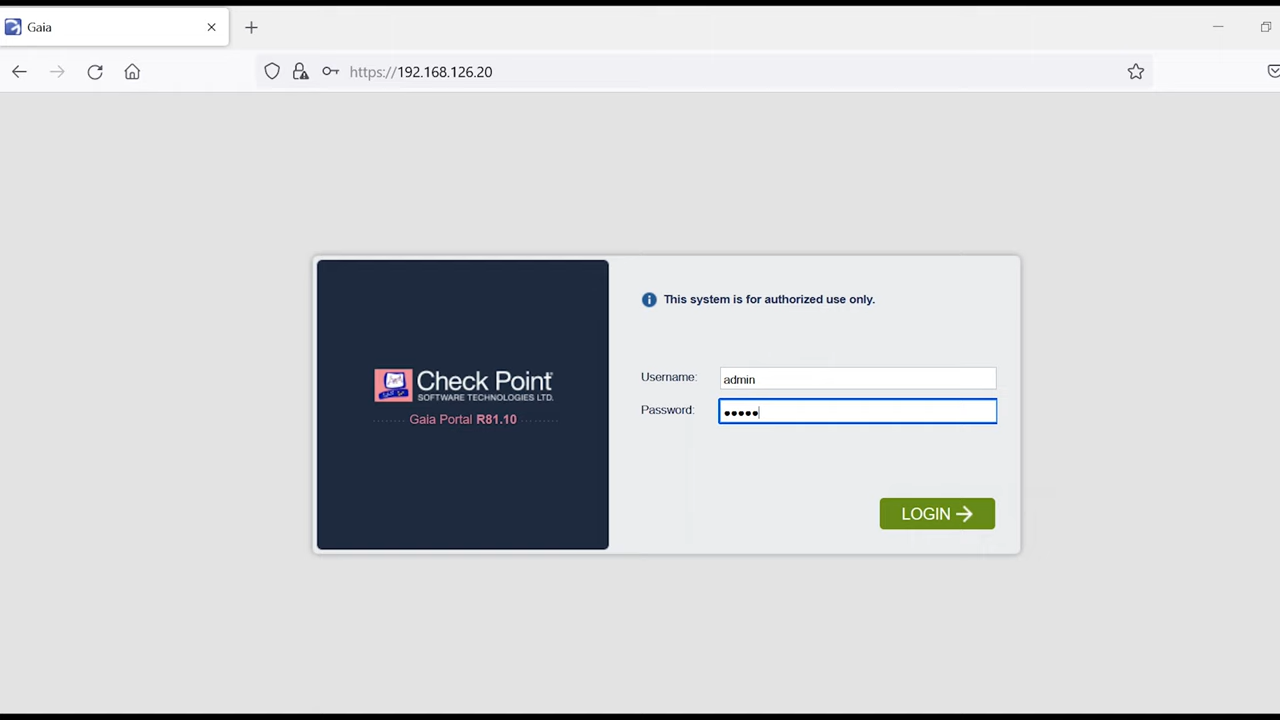 Gaia
https://192.168.126.20
This system is for authorized use only.
Check Point
SOFTWARE TECHNOLOGIES LTD.
Gaia Portal R81.10
Username:
admin
Password:
•••••
LOGIN